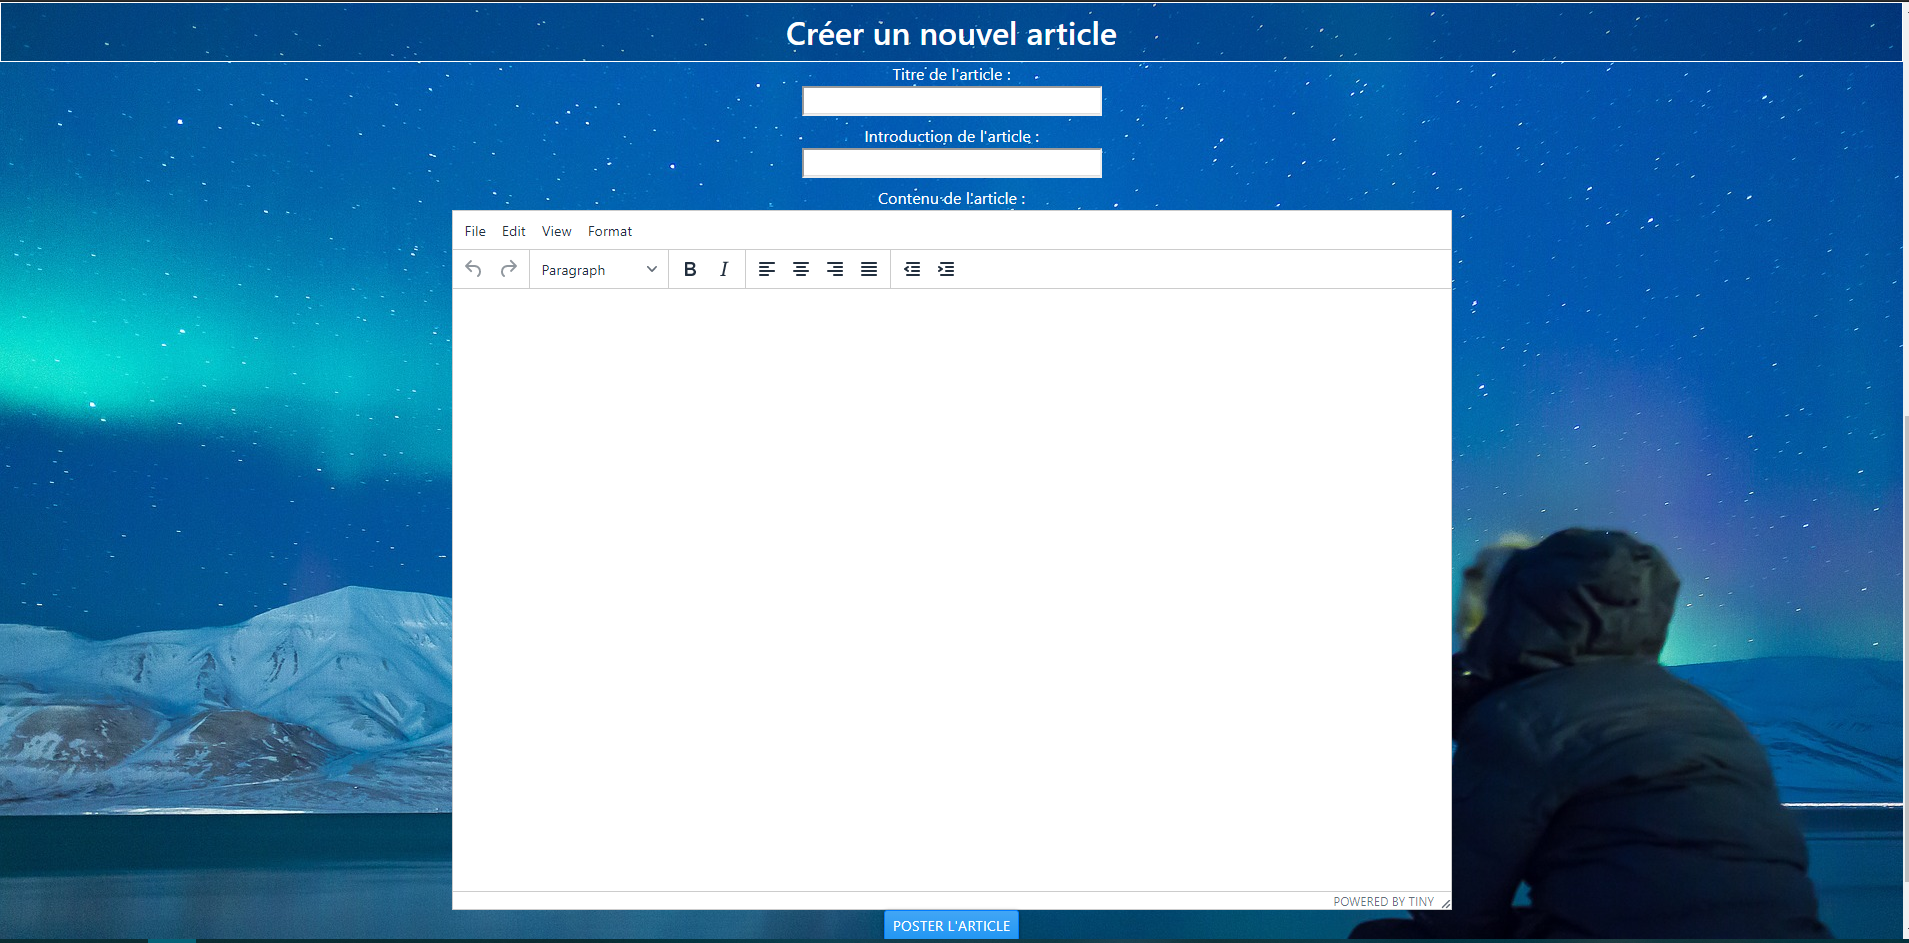 Créer un nouvel article
Titre de l'article :
Introduction de l'article :
Contenu de l'article :
File Edit View Format
Paragraph B I
POWERED BY TINY
POSTER L'ARTICLE